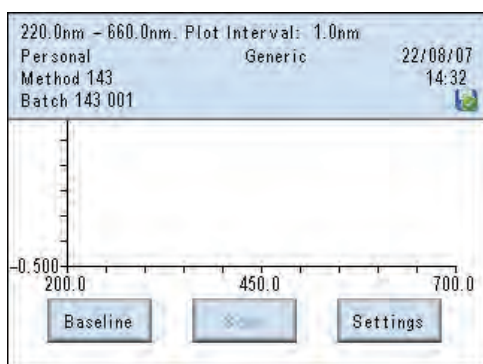 220.0nm – 660.0nm. Plot Interval: 1.0nm
Personal Generic 22/08/07
Method 143 14:32
Batch 143 001
-0.500
200.0 450.0 700.0
Baseline Settings